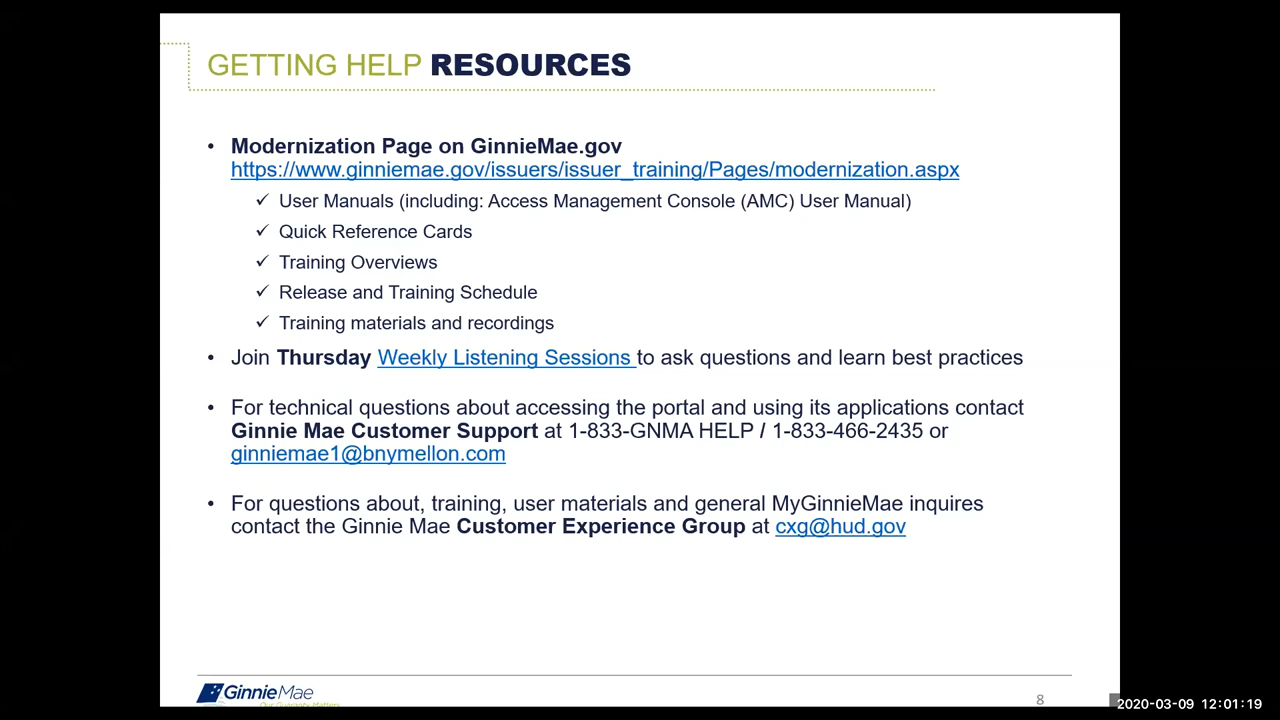 GETTING HELP RESOURCES
• Modernization Page on GinnieMae.gov
https://www.ginniemae.gov/issuers/issuer_training/Pages/modernization.aspx
✓ User Manuals (including: Access Management Console (AMC) User Manual)
✓ Quick Reference Cards
✓ Training Overviews
✓ Release and Training Schedule
✓ Training materials and recordings
• Join Thursday Weekly Listening Sessions to ask questions and learn best practices
• For technical questions about accessing the portal and using its applications contact
Ginnie Mae Customer Support at 1-833-GNMA HELP / 1-833-466-2435 or
ginniemae1@bnymellon.com
• For questions about, training, user materials and general MyGinnieMae inquires
contact the Ginnie Mae Customer Experience Group at cxg@hud.gov
GinnieMae
Our Guaranty Matters
8
2020-03-09 12:01:19